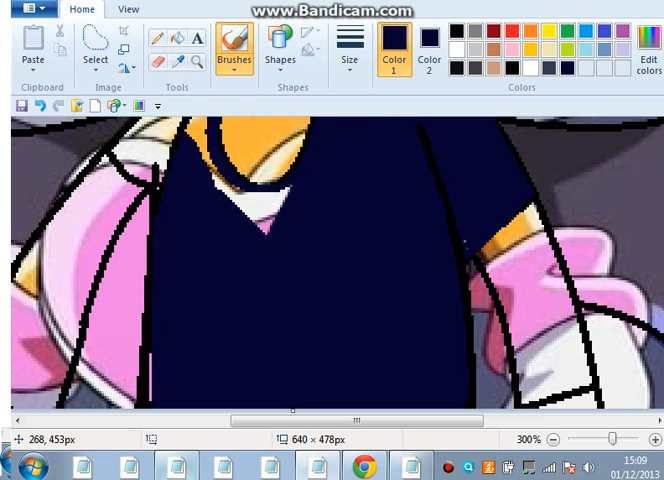 www.Bandicam.com
Home View
Paste Select Brushes Shapes Size Color 1 Color 2 Edit colors
Clipboard Image Tools Shapes Colors
268, 453px 640 × 478px 300%
15:09
01/12/2013